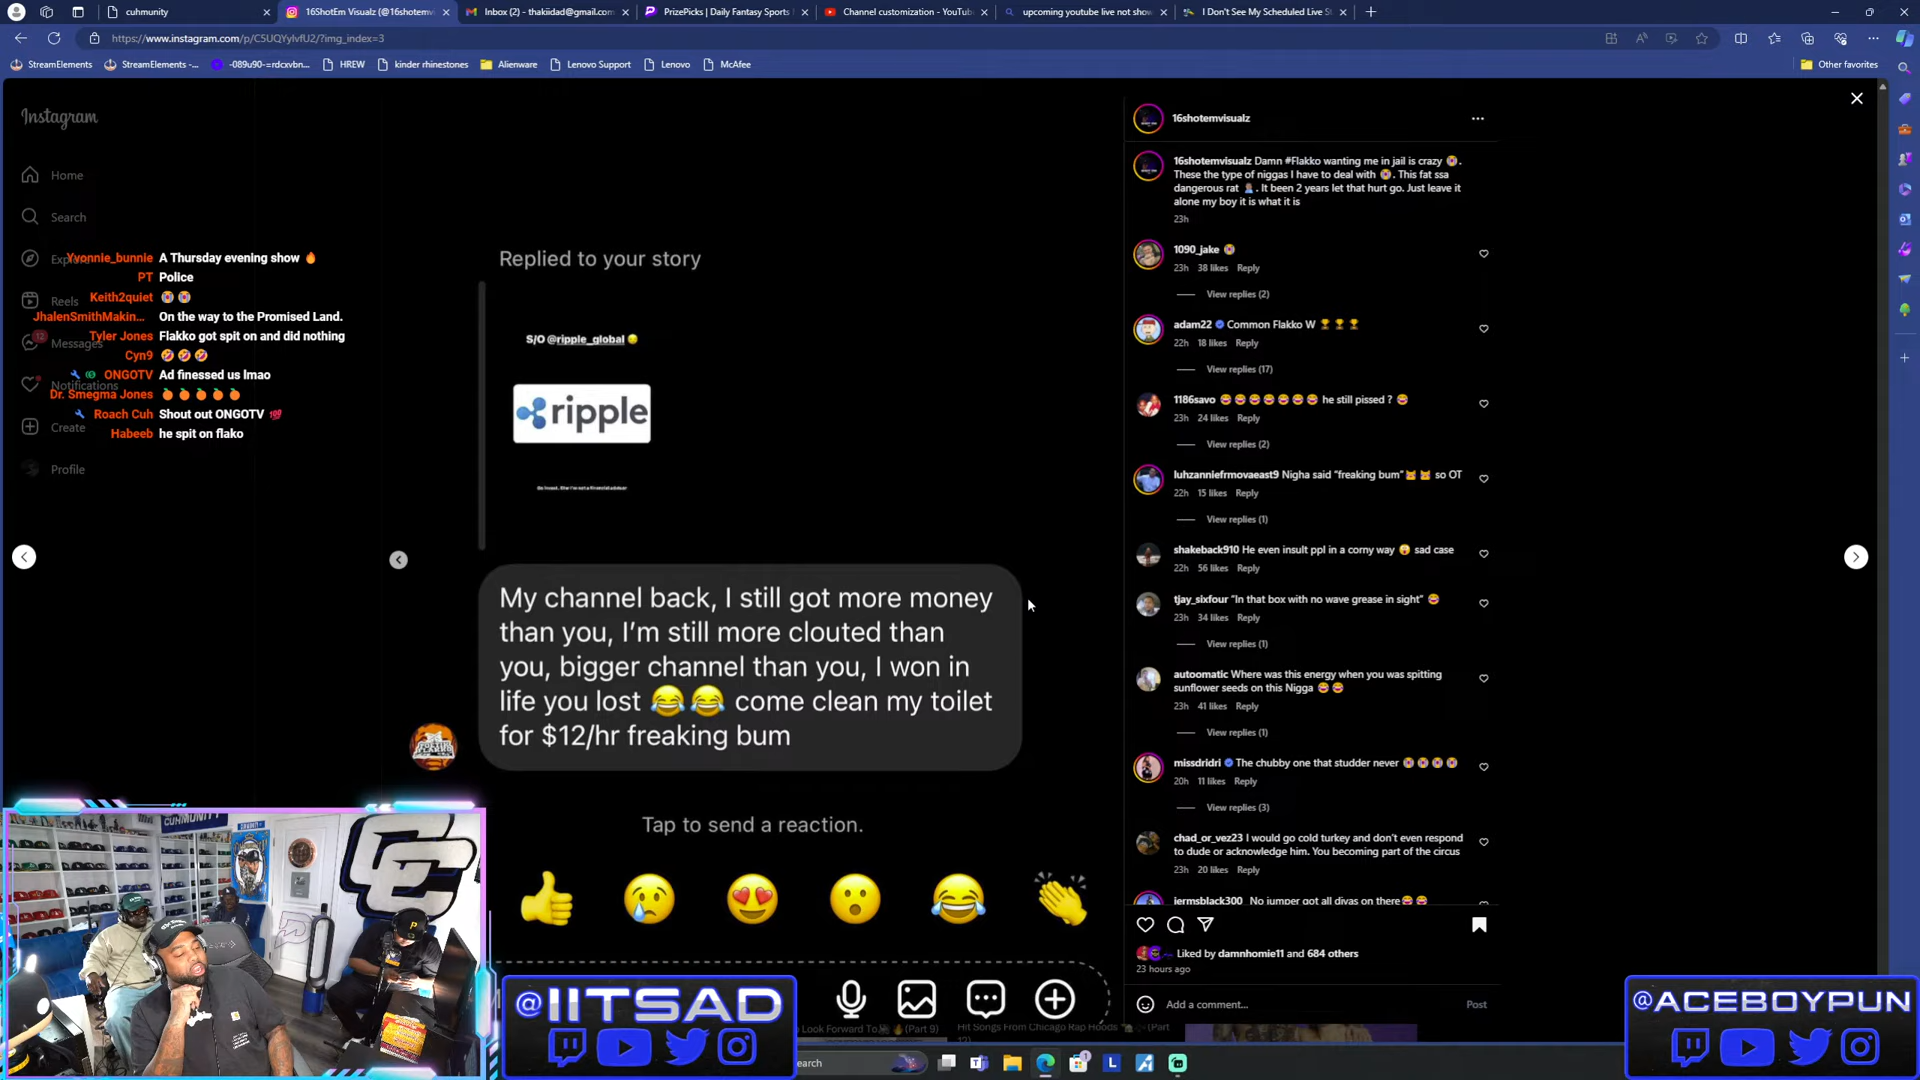 cuhmunity
16ShotEm Visualz (@16shotemvi
Inbox (2) - thakiidad@gmail.com
PrizePicks | Daily Fantasy Sports
Channel customization - YouTub
upcoming youtube live not show
I Don't See My Scheduled Live St
https://www.instagram.com/p/C5UQYylvfU2/?img_index=3
StreamElements
StreamElements -...
-089u90-=rdcxvbn...
HREW
kinder rhinestones
Alienware
Lenovo Support
Lenovo
McAfee
Other favorites
Instagram
Home
Search
Reels
Messages
12
Notifications
Create
Profile
Yvonnie_bunnie A Thursday evening show 🔥
PT Police
Keith2quiet 😭 😭
JhalenSmithMakin... On the way to the Promised Land.
Tyler Jones Flakko got spit on and did nothing
Cyn9 🤣 🤣 🤣
ONGOTV Ad finessed us lmao
Dr. Smegma Jones 🍊 🍊 🍊 🍊 🍊
Roach Cuh Shout out ONGOTV 💯
Habeeb he spit on flako
Replied to your story
S/O @ripple_global
ripple
My channel back, I still got more money
than you, I'm still more clouted than
you, bigger channel than you, I won in
life you lost 😂😂 come clean my toilet
for $12/hr freaking bum
Tap to send a reaction.
16shotemvisualz
16shotemvisualz Damn #Flakko wanting me in jail is crazy 😭.
These the type of niggas I have to deal with 😭. This fat ssa
dangerous rat. It been 2 years let that hurt go. Just leave it
alone my boy it is what it is
23h
1090_jake 😭
23h 38 likes Reply
View replies (2)
adam22 Common Flakko W 🏆 🏆 🏆
22h 18 likes Reply
View replies (17)
1186savo 😂 😂 😂 😂 😂 😂 😂 he still pissed ? 😂
23h 24 likes Reply
View replies (2)
luhzanniefrmovaeast9 Nigha said "freaking bum" 😹 😹 so OT
22h 15 likes Reply
View replies (1)
shakeback910 He even insult ppl in a corny way 😱 sad case
22h 56 likes Reply
tjay_sixfour "In that box with no wave grease in sight" 😂
23h 34 likes Reply
View replies (1)
autoomatic Where was this energy when you was spitting
sunflower seeds on this Nigga 😂 😂
23h 41 likes Reply
View replies (1)
missdridri The chubby one that studder never 😭 😭 😭 😭
20h 11 likes Reply
View replies (3)
chad_or_vez23 I would go cold turkey and don't even respond
to dude or acknowledge him. You becoming part of the circus
23h 20 likes Reply
jermsblack300 No jumper got all divas on there 😂 😂
Liked by damnhomie11 and 684 others
23 hours ago
Add a comment...
Post
@IITSAD
@ACEBOYPUN
Look Forward To
(Part 9)
Hit Songs From Chicago Rap Hoods
(Part
12)
earch
CC